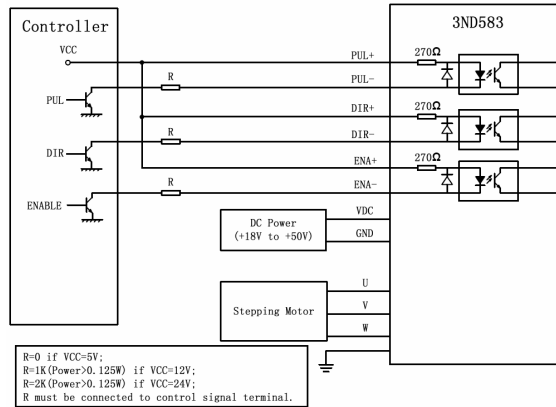 Controller
3ND583
VCC
PUL+
270Ω
R
PUL-
PUL
DIR+
270Ω
R
DIR-
DIR
ENA+
270Ω
R
ENA-
ENABLE
DC Power
(+18V to +50V)
VDC
GND
Stepping Motor
U
V
W
R=0 if VCC=5V;
R=1K(Power>0.125W) if VCC=12V;
R=2K(Power>0.125W) if VCC=24V;
R must be connected to control signal terminal.